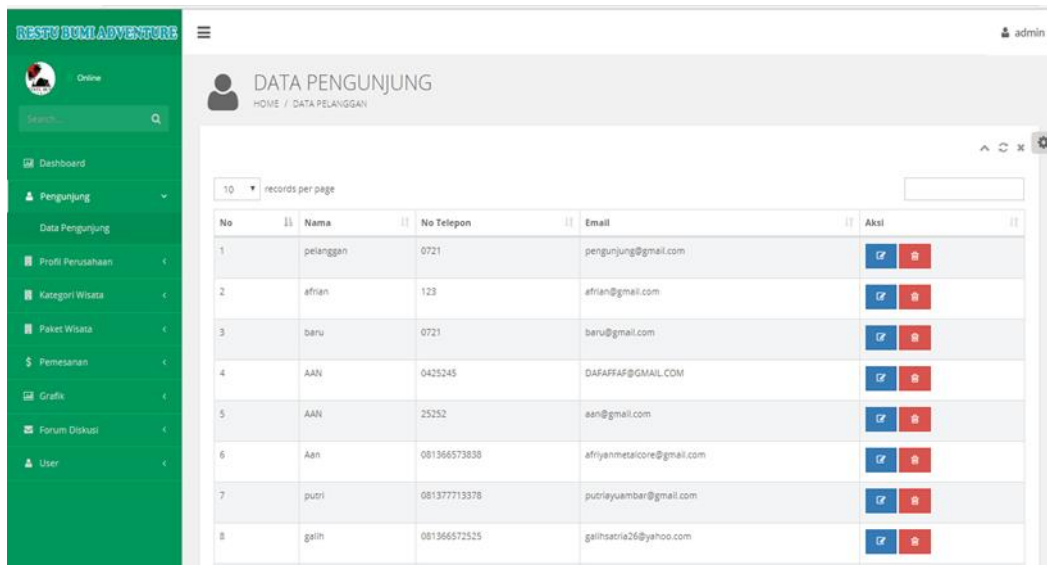 RESTU BUMI ADVENTURE
admin
Online
Search...
Dashboard
Pengunjung
Data Pengunjung
Profil Perusahaan
Kategori Wisata
Paket Wisata
Pemesanan
Grafik
Forum Diskusi
User
DATA PENGUNJUNG
HOME / DATA PELANGGAN
10 records per page
No Nama No Telepon Email Aksi
1 pelanggan 0721 pengunjung@gmail.com
2 afrian 123 afrian@gmail.com
3 baru 0721 baru@gmail.com
4 AAN 0425245 DAFAFFAF@GMAIL.COM
5 AAN 25252 aan@gmail.com
6 Aan 081366573838 afriyanmetalcore@gmail.com
7 putri 081377713378 putriayuambar@gmail.com
8 galih 081366572525 galihsatria26@yahoo.com